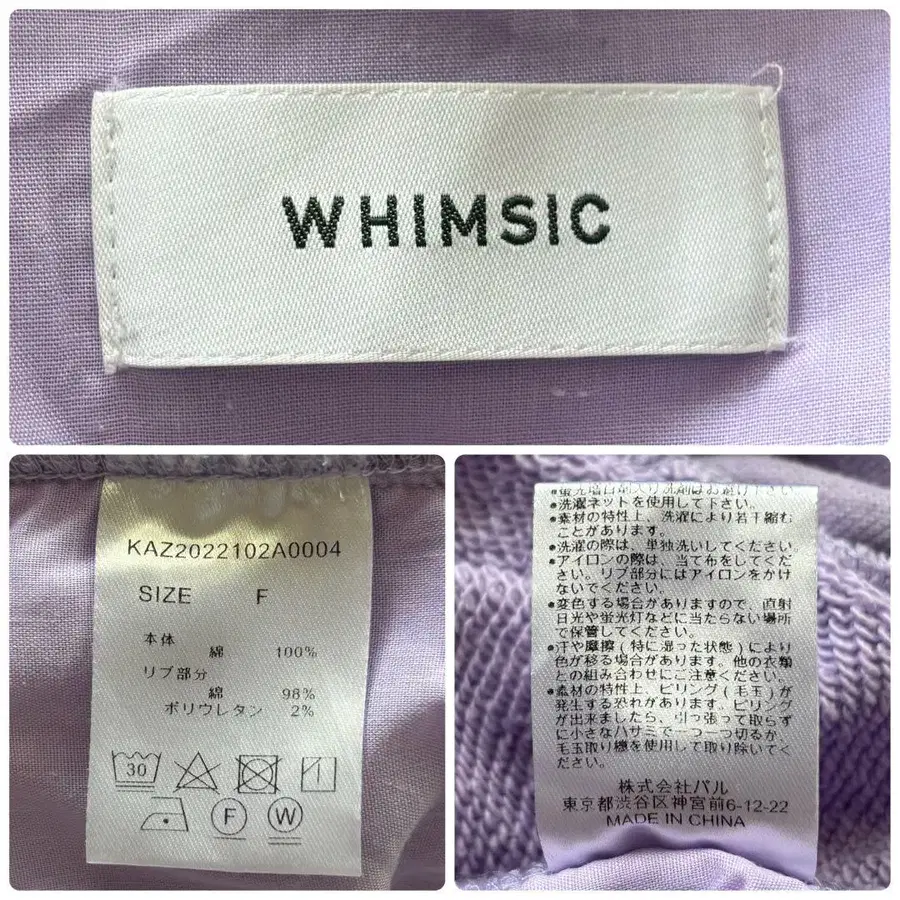 WHIMSIC
KAZ2022102A0004
SIZE F
本体
綿 100%
リブ部分
綿 98%
ポリウレタン 2%
30
F W
●洗濯ネットを使用して下さい。
●素材の特性上、洗濯により若干縮む
ことがあります。
●洗濯の際は、単独洗いしてください。
●アイロンの際は、当て布をしてくだ
さい。リブ部分にはアイロンをかけ
ないでください。
●変色する場合がありますので、直射
日光や蛍光灯などに当たらない場所
で保管してください。
●汗や摩擦(特に湿った状態)により
色が移る場合があります。他の衣類
との組み合わせにご注意ください。
●素材の特性上、ピリング(毛玉)が
発生する恐れがあります。ピリング
が出来ましたら、引っ張って取らず
に小さなハサミで一つ一つ切るか、
毛玉取り機を使用して取り除いてく
ださい。
株式会社パル
東京都渋谷区神宮前6-12-22
MADE IN CHINA